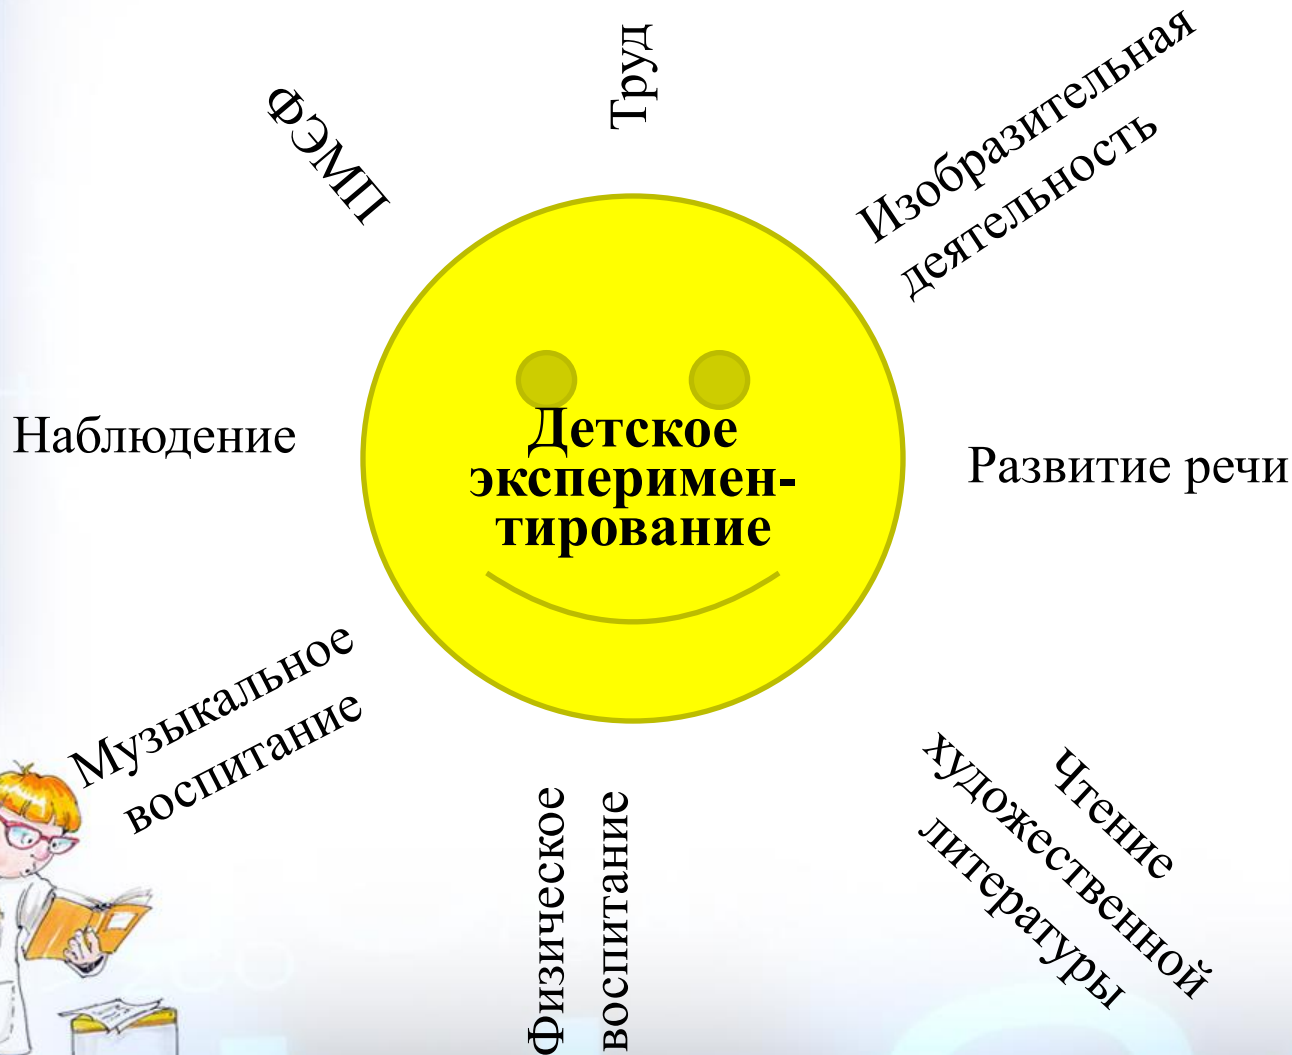 Труд
ФЭМП
Изобразительная
деятельность
Наблюдение
Детское
эксперимен-
тирование
Развитие речи
Музыкальное
воспитание
Физическое
воспитание
Чтение
художественной
литературы